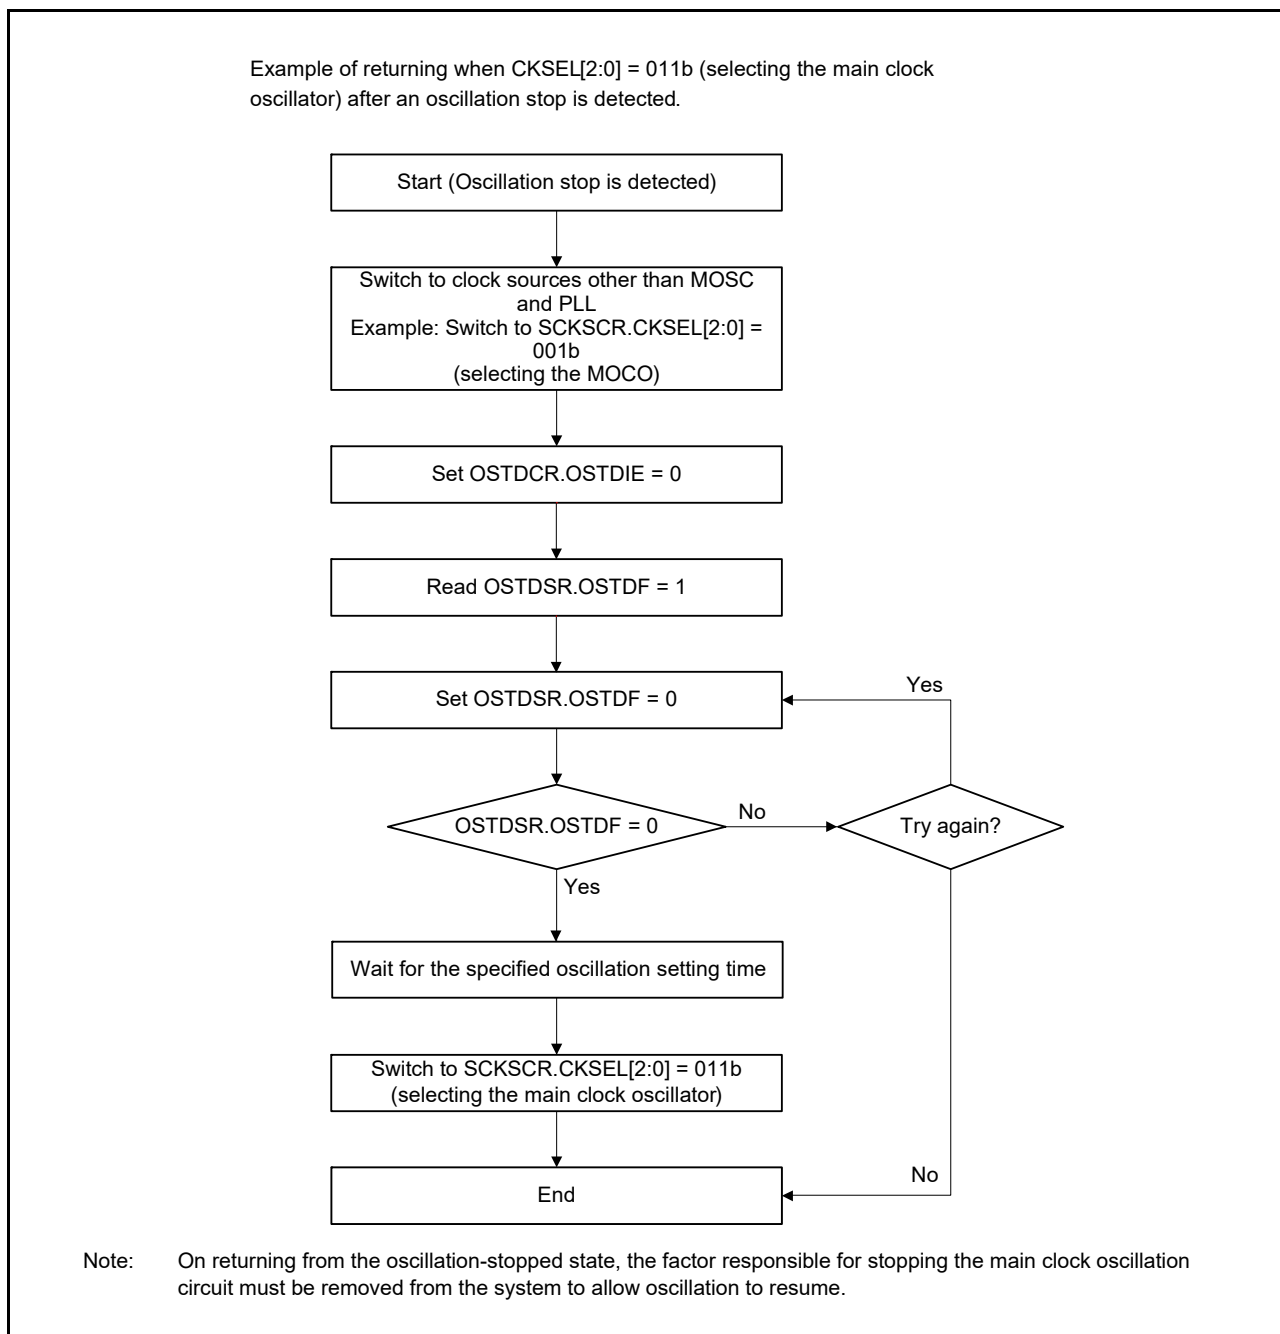 Example of returning when CKSEL[2:0] = 011b (selecting the main clock
oscillator) after an oscillation stop is detected.
Start (Oscillation stop is detected)
Switch to clock sources other than MOSC
and PLL
Example: Switch to SCKSCR.CKSEL[2:0] =
001b
(selecting the MOCO)
Set OSTDCR.OSTDIE = 0
Read OSTDSR.OSTDF = 1
Set OSTDSR.OSTDF = 0
Yes
OSTDSR.OSTDF = 0
No
Try again?
Yes
Wait for the specified oscillation setting time
Switch to SCKSCR.CKSEL[2:0] = 011b
(selecting the main clock oscillator)
No
End
Note: On returning from the oscillation-stopped state, the factor responsible for stopping the main clock oscillation
circuit must be removed from the system to allow oscillation to resume.